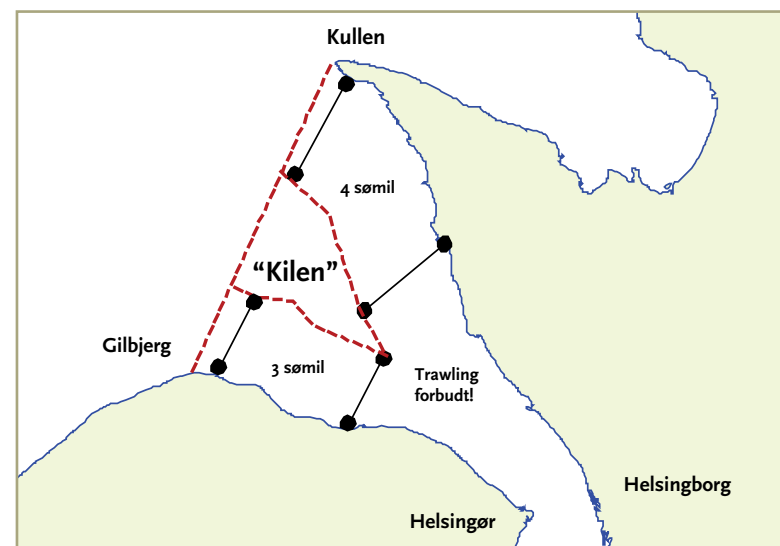 Kullen
4 sømil
“Kilen”
Gilbjerg
3 sømil
Trawling
forbudt!
Helsingborg
Helsingør